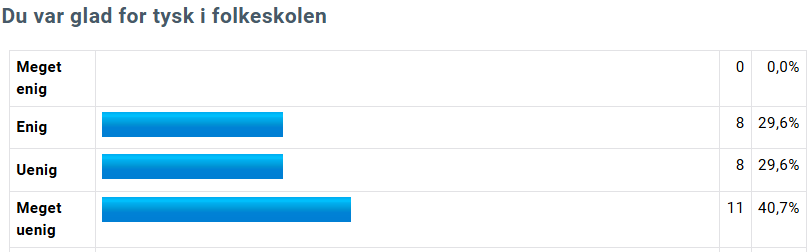 Du var glad for tysk i folkeskolen
Meget enig 0 0,0%
Enig 8 29,6%
Uenig 8 29,6%
Meget uenig 11 40,7%